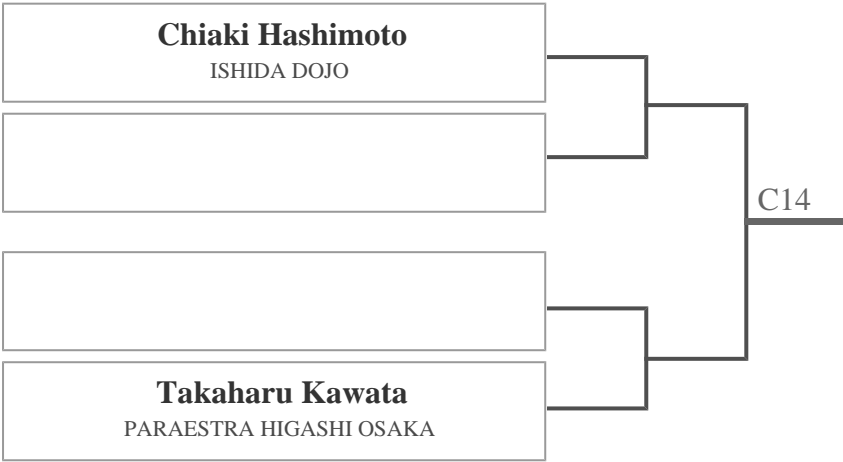 Chiaki Hashimoto
ISHIDA DOJO
C14
Takaharu Kawata
PARAESTRA HIGASHI OSAKA